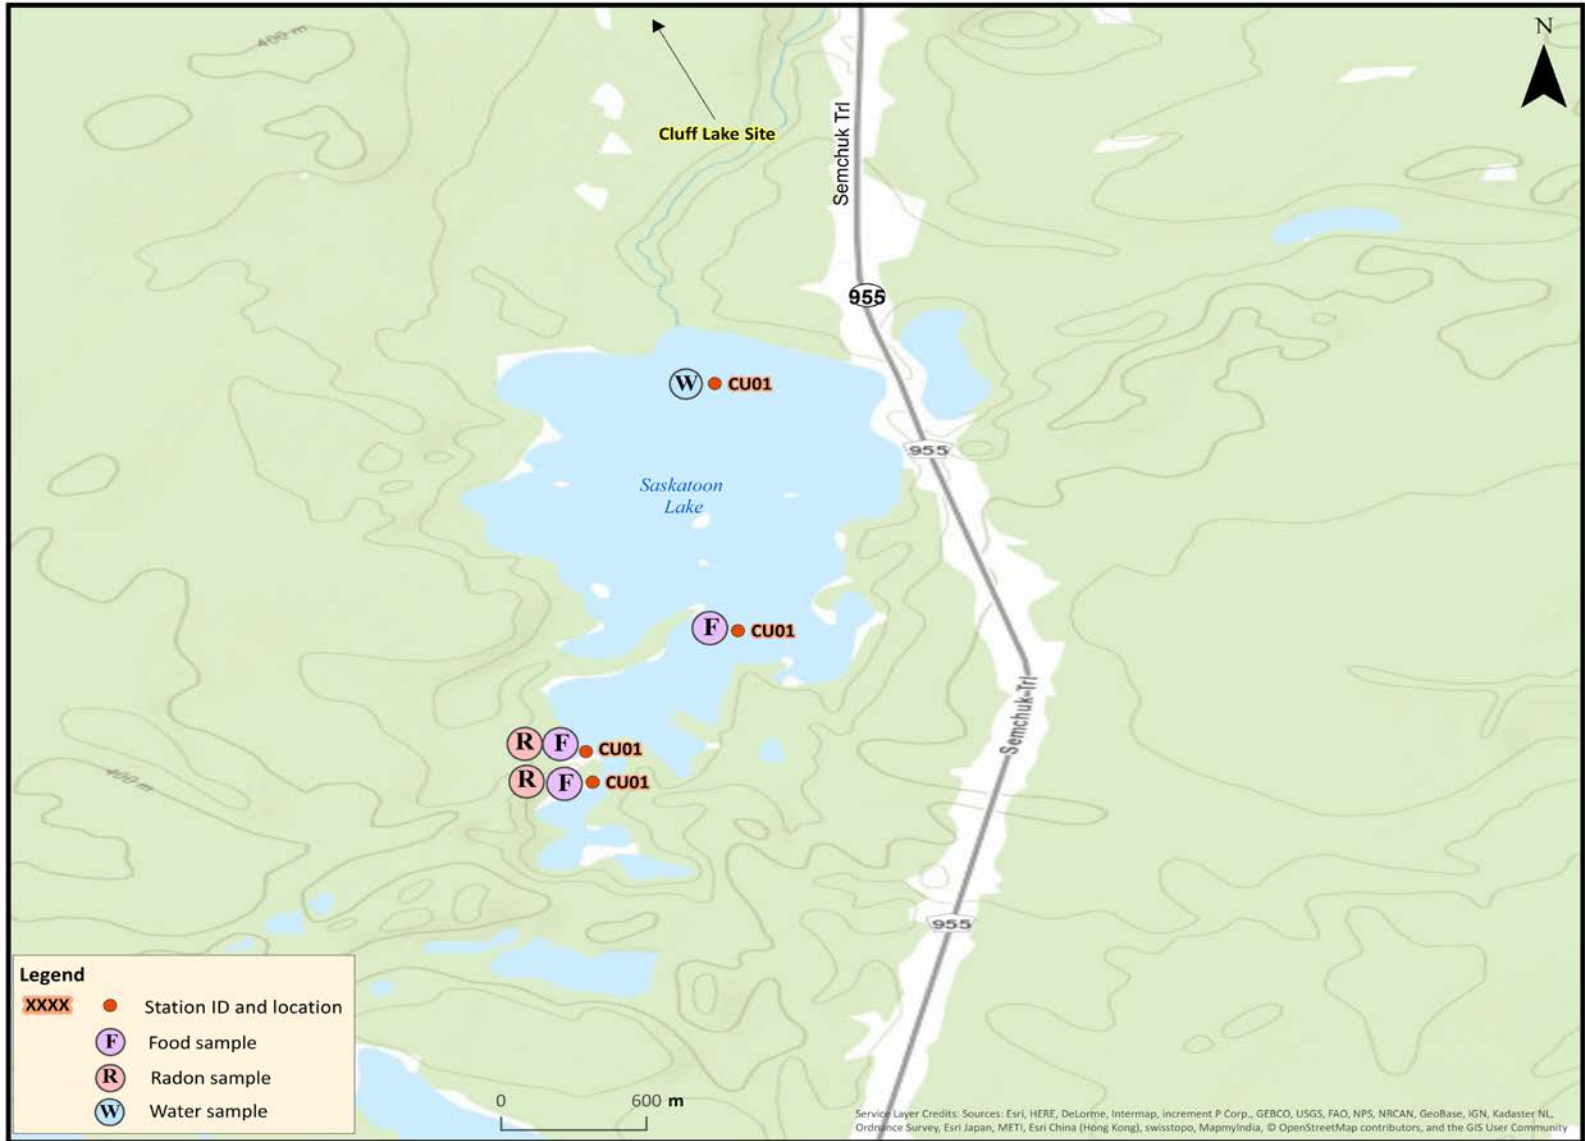 400 m
N
Cluff Lake Site
Semchuk Trl
955
W CU01
955
Saskatoon
Lake
F CU01
Semchuk Trl
R F CU01
R F CU01
400 m
955
Legend
XXXX Station ID and location
F Food sample
R Radon sample
W Water sample
0 600 m
Service Layer Credits: Sources: Esri, HERE, DeLorme, Intermap, increment P Corp., GEBCO, USGS, FAO, NPS, NRCAN, GeoBase, IGN, Kadaster NL,
Ordnance Survey, Esri Japan, METI, Esri China (Hong Kong), swisstopo, MapmyIndia, © OpenStreetMap contributors, and the GIS User Community